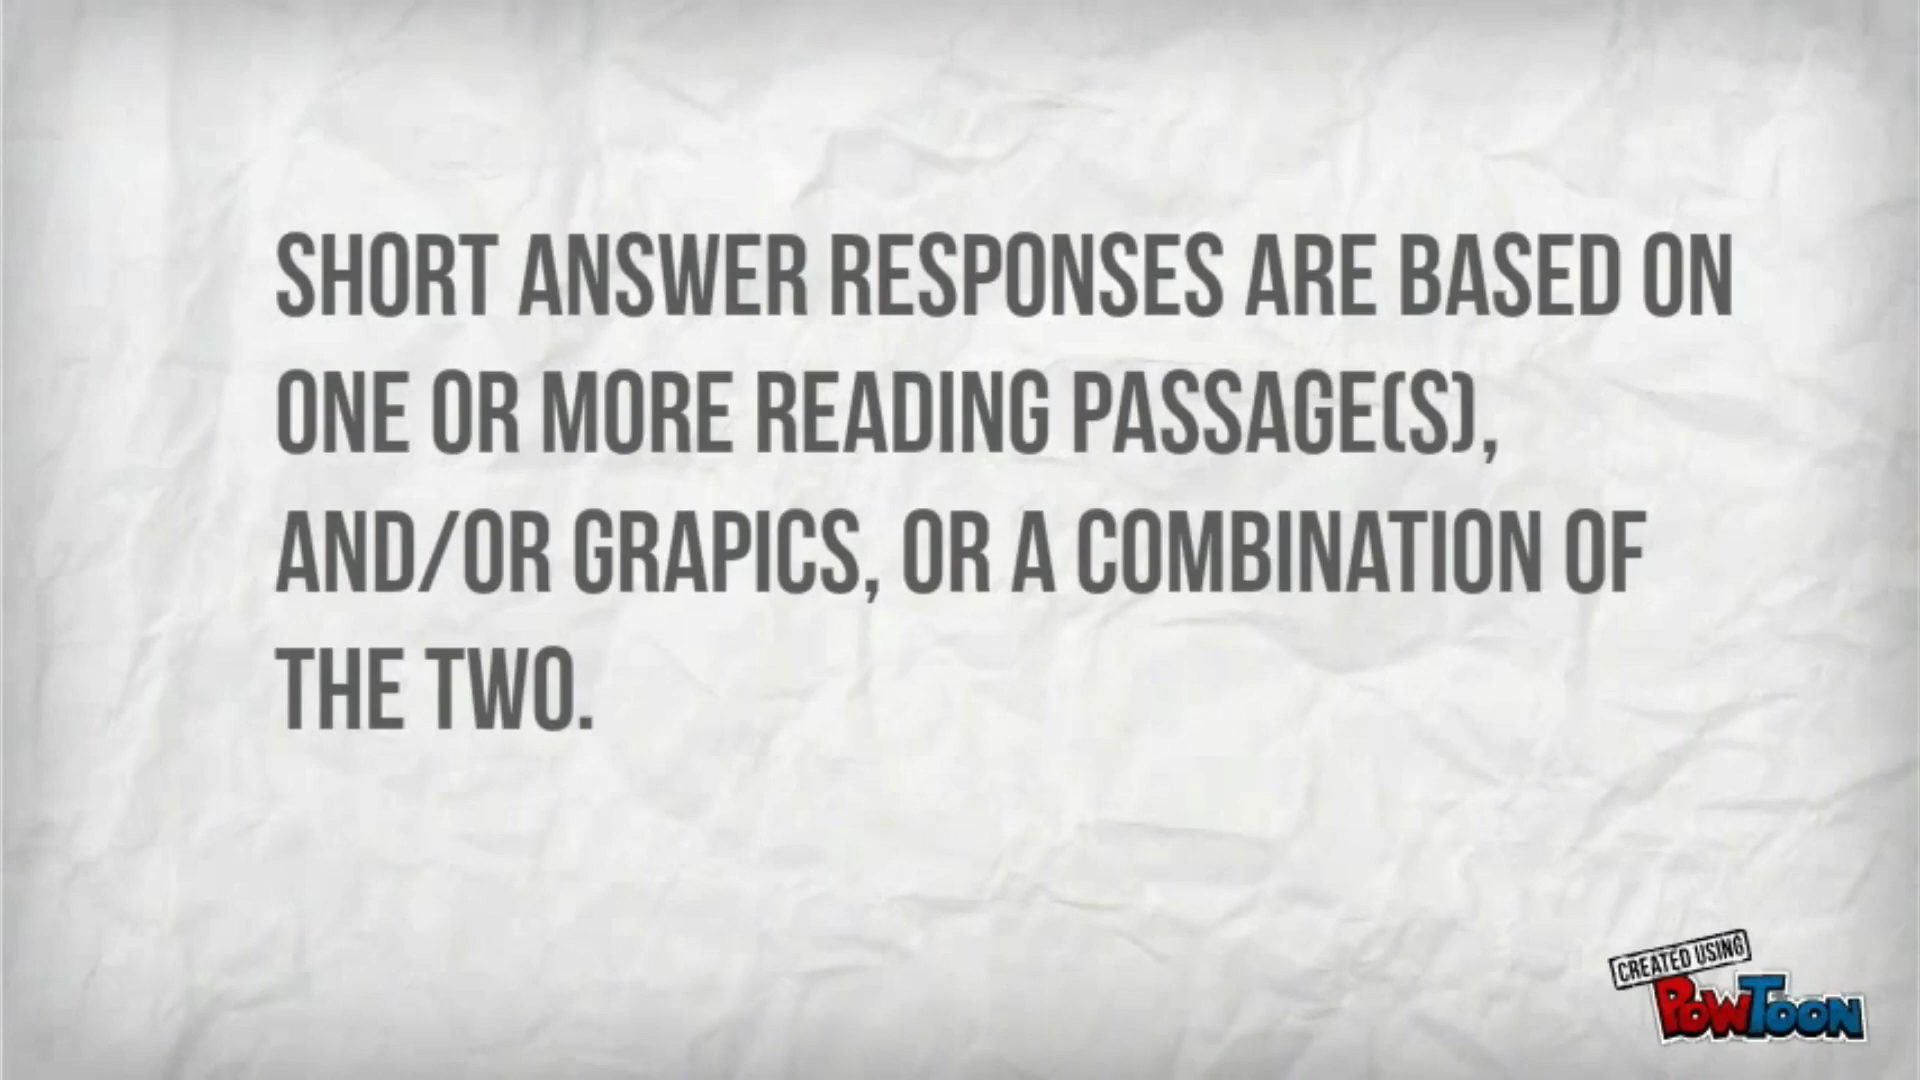 SHORT ANSWER RESPONSES ARE BASED ON
ONE OR MORE READING PASSAGE(S),
AND/OR GRAPICS, OR A COMBINATION OF
THE TWO.
CREATED USING
POWTOON